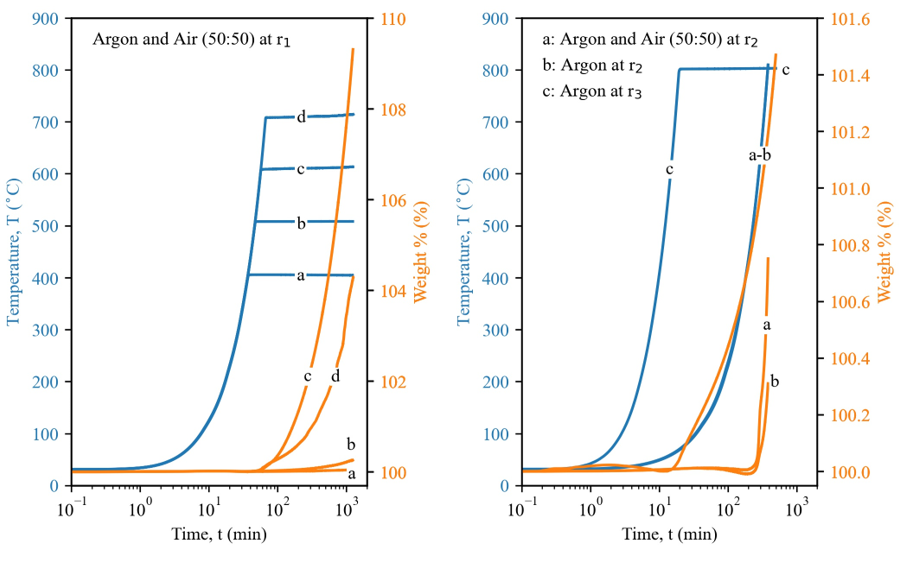 Argon and Air (50:50) at r₁
900
800
700
600
500
400
300
200
100
0
Temperature, T (°C)
110
108
106
104
102
100
Weight % (%)
d
c
b
a
c
d
b
a
10⁻¹
10⁰
10¹
10²
10³
Time, t (min)
a: Argon and Air (50:50) at r₂
b: Argon at r₂
c: Argon at r₃
900
800
700
600
500
400
300
200
100
0
Temperature, T (°C)
101.6
101.4
101.2
101.0
100.8
100.6
100.4
100.2
100.0
Weight % (%)
c
a-b
c
a
b
10⁻¹
10⁰
10¹
10²
10³
Time, t (min)